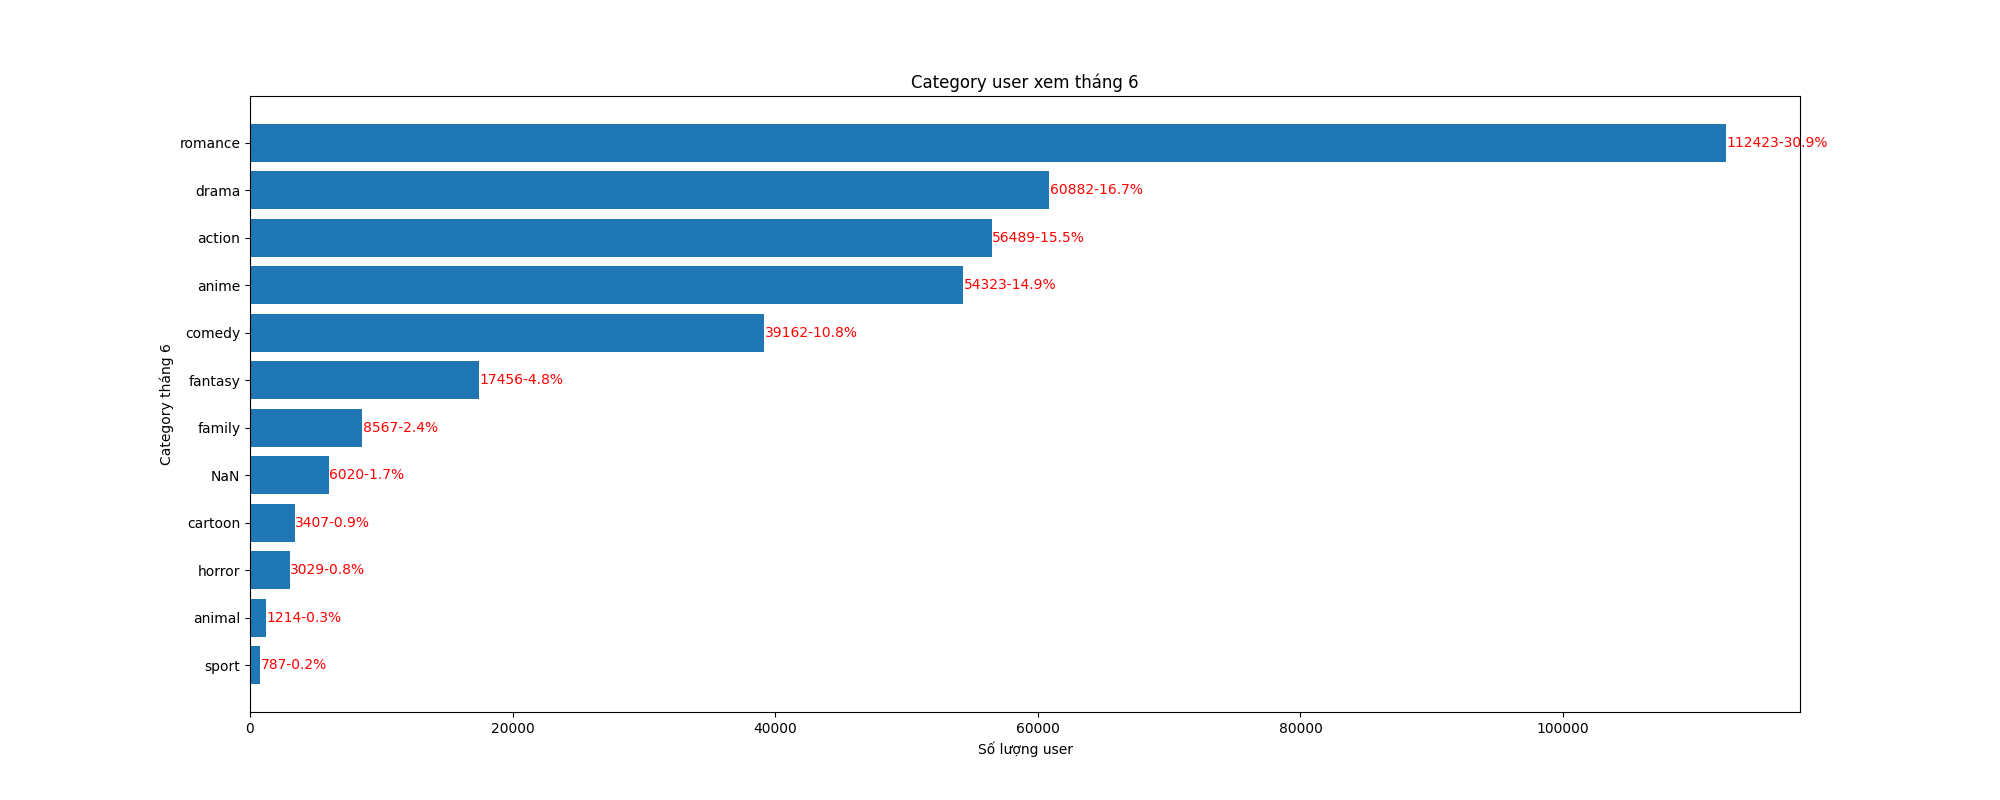 Category user xem tháng 6
romance 112423-30.9%
drama 60882-16.7%
action 56489-15.5%
anime 54323-14.9%
comedy 39162-10.8%
fantasy 17456-4.8%
family 8567-2.4%
NaN 6020-1.7%
cartoon 3407-0.9%
horror 3029-0.8%
animal 1214-0.3%
sport 787-0.2%
Category tháng 6
0 20000 40000 60000 80000 100000
Số lượng user